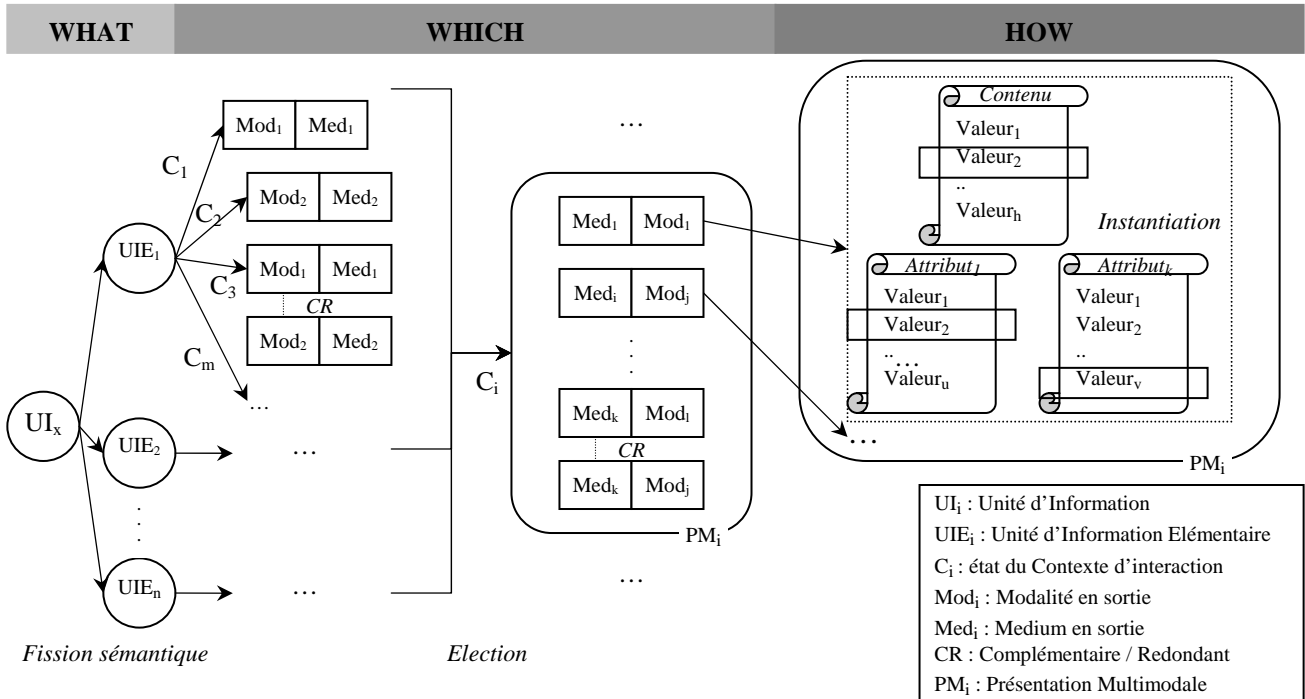 WHAT WHICH HOW
Mod₁ Med₁
C₁
Mod₂ Med₂
C₂
UIE₁
Mod₁ Med₁
C₃
CR
Mod₂ Med₂
Cₘ
...
UIₓ
UIE₂ ...
.
.
.
UIEₙ ... ...
Fission sémantique
Election
...
Cᵢ
Med₁ Mod₁
Medᵢ Modⱼ
.
.
.
Medₖ Modₗ
CR
Medₖ Modⱼ
PMᵢ
...
Contenu
Valeur₁
Valeur₂
..
Valeurₕ
Instantiation
Attribut₁
Valeur₁
Valeur₂
.. ...
Valeurᵤ
Attributₖ
Valeur₁
Valeur₂
..
Valeurᵥ
...
PMᵢ
UIᵢ : Unité d’Information
UIEᵢ : Unité d’Information Elémentaire
Cᵢ : état du Contexte d’interaction
Modᵢ : Modalité en sortie
Medᵢ : Medium en sortie
CR : Complémentaire / Redondant
PMᵢ : Présentation Multimodale